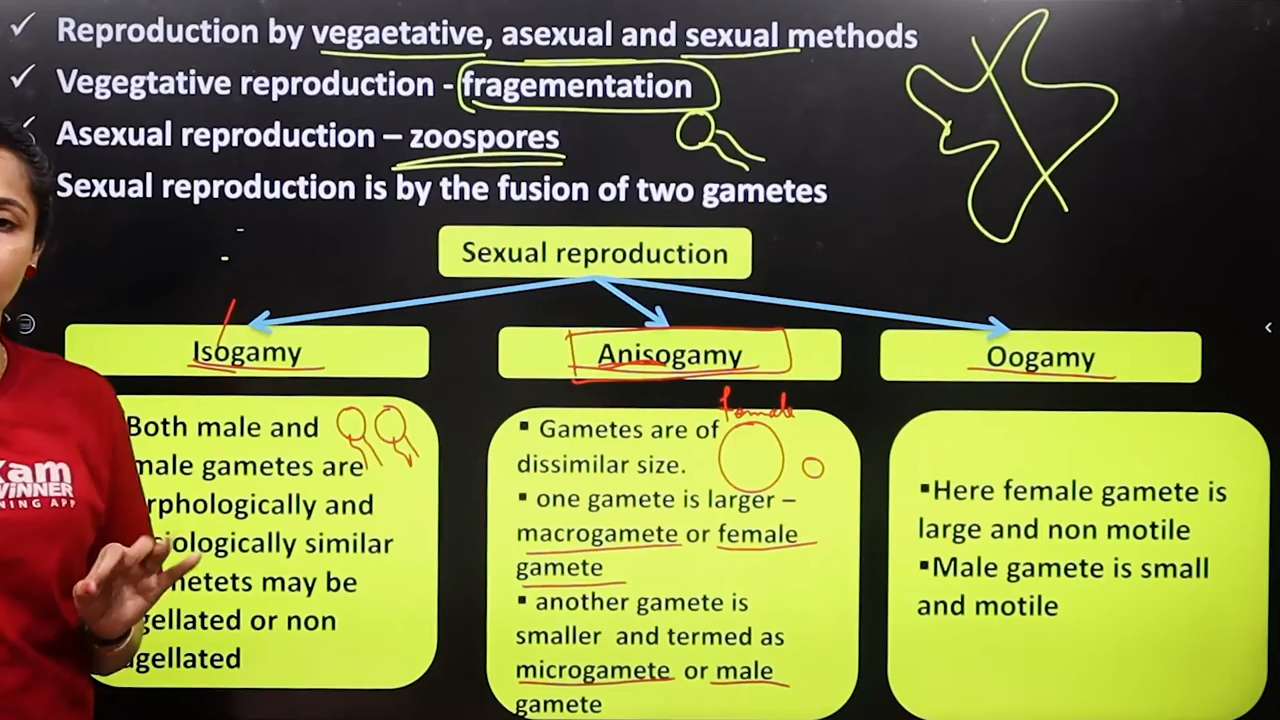 Reproduction by vegaetative, asexual and sexual methods
Vegegtative reproduction - fragementation
Asexual reproduction – zoospores
Sexual reproduction is by the fusion of two gametes
Sexual reproduction
Isogamy
Both male and
male gametes are
rphologically and
siologically similar
metets may be
gellated or non
agellated
Anisogamy
female
Gametes are of
dissimilar size.
one gamete is larger –
macrogamete or female
gamete
another gamete is
smaller and termed as
microgamete or male
gamete
Oogamy
Here female gamete is
large and non motile
Male gamete is small
and motile
xam
WiNNER
NING APP